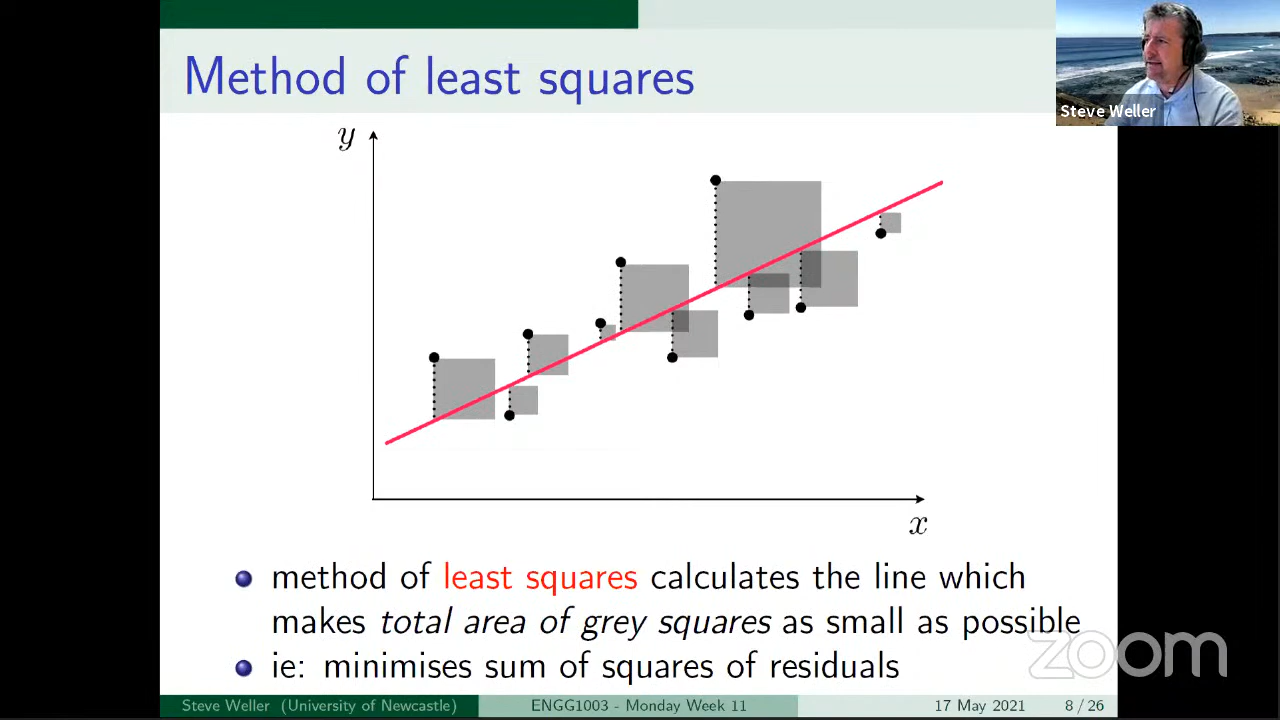 Method of least squares
Steve Weller
y
x
method of least squares calculates the line which
makes total area of grey squares as small as possible
ie: minimises sum of squares of residuals
zoom
Steve Weller (University of Newcastle) ENGG1003 - Monday Week 11 17 May 2021 8 / 26